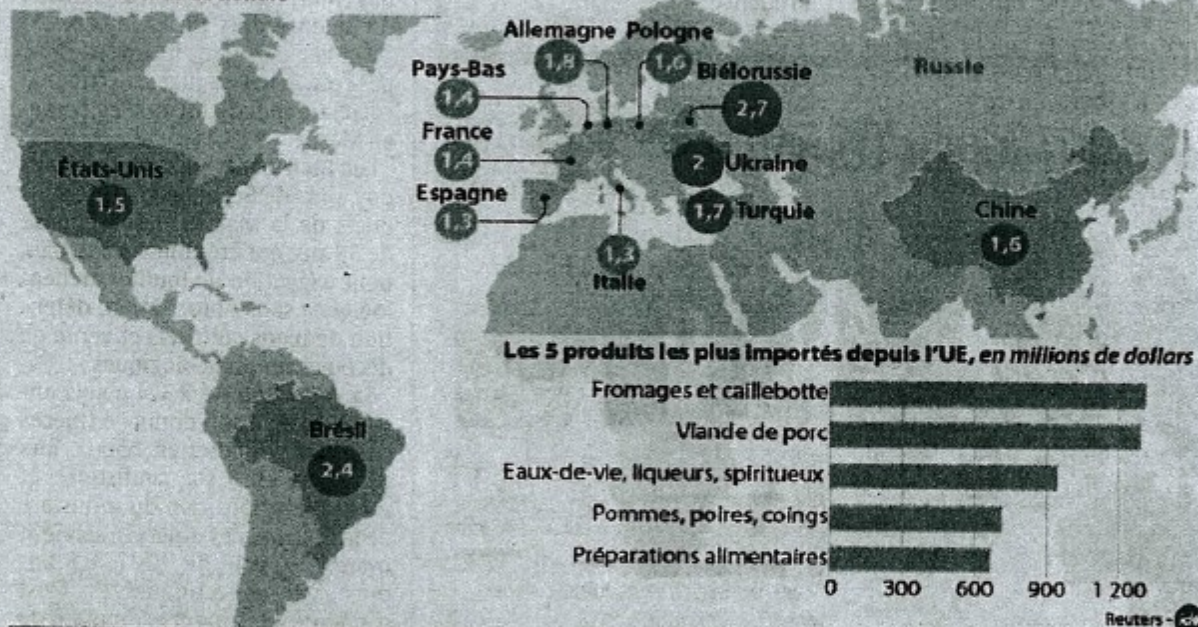 Allemagne Pologne
1,8
1,6
Pays-Bas
1,4
Biélorussie
2,7
Russie
France
1,4
2
Ukraine
États-Unis
1,5
Espagne
1,3
1,7
Turquie
Chine
1,3
Italie
Les 5 produits les plus importés depuis l'UE, en millions de dollars
Fromages et caillebotte
Viande de porc
Eaux-de-vie, liqueurs, spiritueux
Pommes, poires, coings
Préparations alimentaires
0 300 600 900 1 200
Brésil
2,4
Reuters -